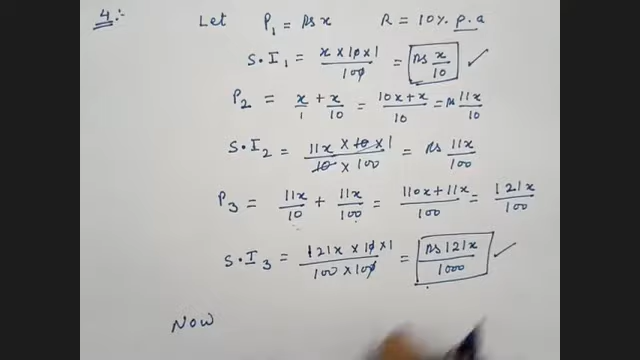 4:-
Let P₁ = Rs x R = 10% p.a
S.I₁ = (x × 10 × 1)/100 = Rs x/10 ✓
P₂ = x/1 + x/10 = (10x+x)/10 = Rs 11x/10
S.I₂ = (11x × 10 × 1)/(10 × 100) = Rs 11x/100
P₃ = 11x/10 + 11x/100 = (110x+11x)/100 = 121x/100
S.I₃ = (121x × 10 × 1)/(100 × 100) = Rs 121x/1000 ✓
Now